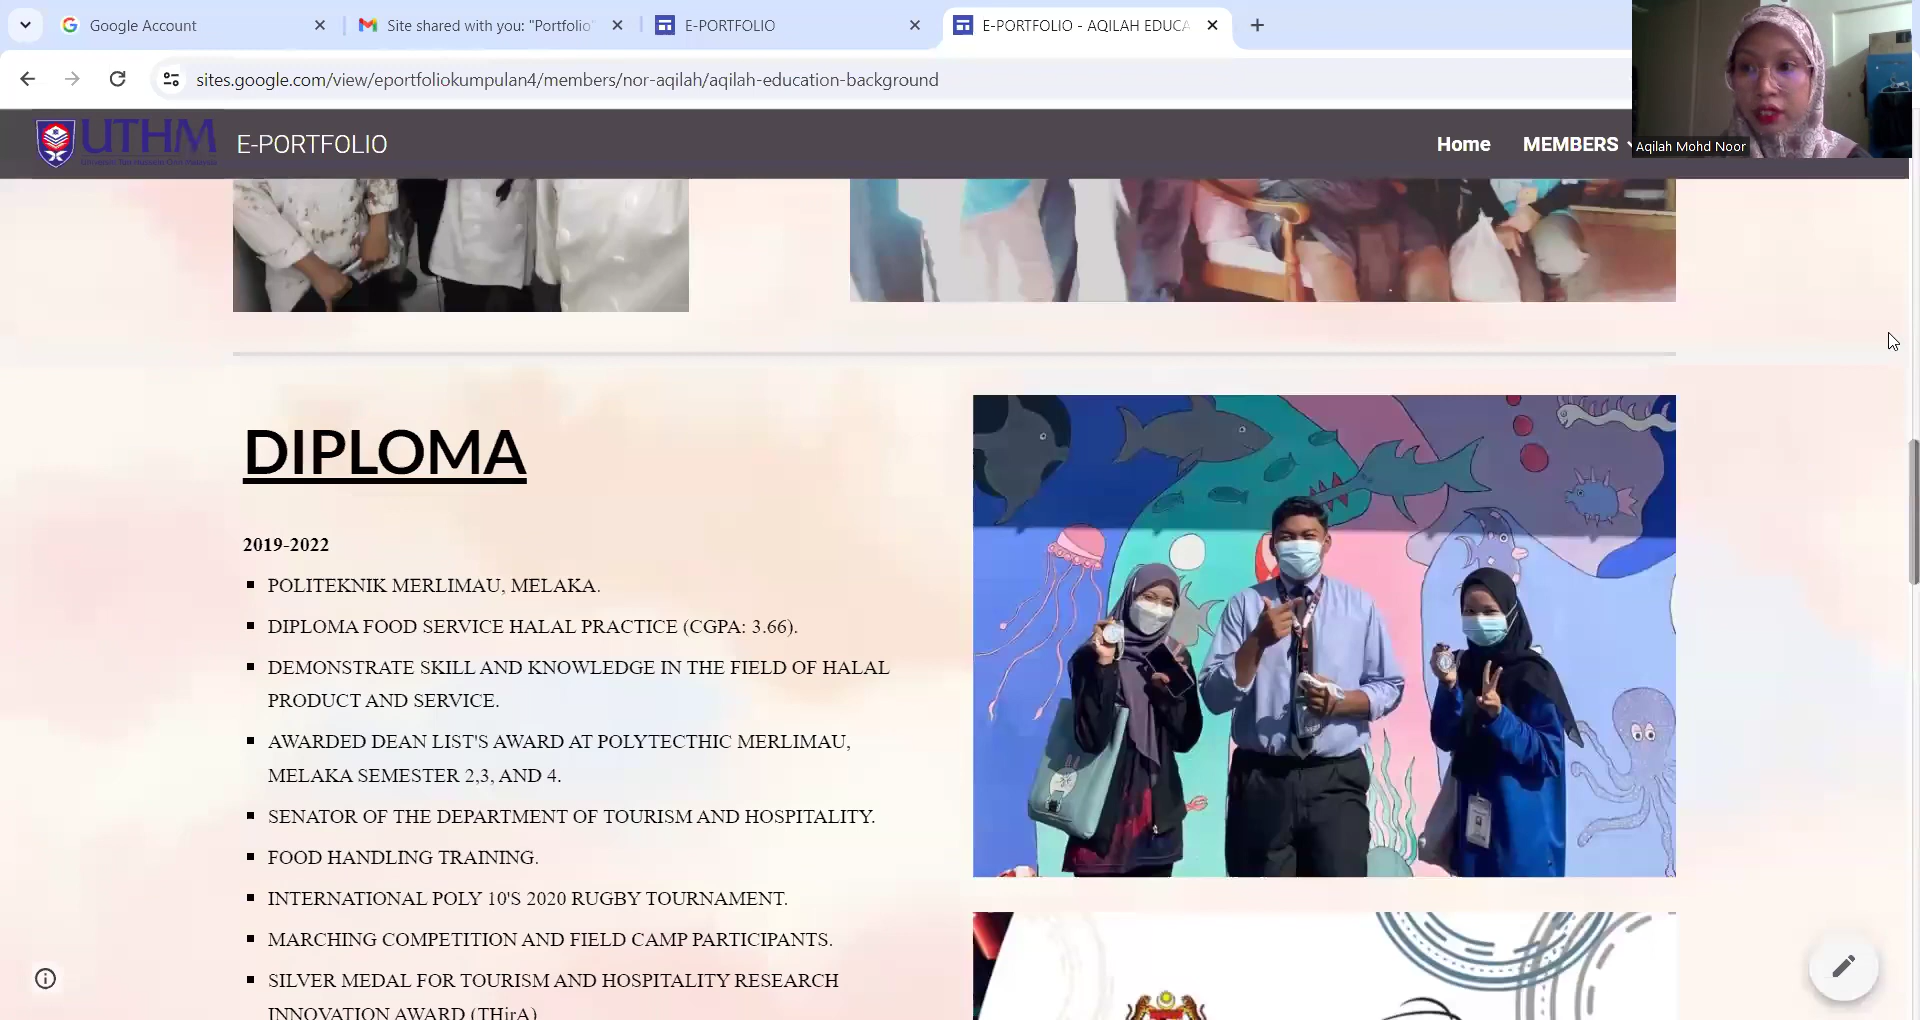 Google Account
Site shared with you: "Portfolio"
E-PORTFOLIO
E-PORTFOLIO - AQILAH EDUCA
sites.google.com/view/eportfoliokumpulan4/members/nor-aqilah/aqilah-education-background
UTHM
E-PORTFOLIO
Home
MEMBERS
Aqilah Mohd Noor
DIPLOMA
2019-2022
POLITEKNIK MERLIMAU, MELAKA.
DIPLOMA FOOD SERVICE HALAL PRACTICE (CGPA: 3.66).
DEMONSTRATE SKILL AND KNOWLEDGE IN THE FIELD OF HALAL
PRODUCT AND SERVICE.
AWARDED DEAN LIST'S AWARD AT POLYTECTHIC MERLIMAU,
MELAKA SEMESTER 2,3, AND 4.
SENATOR OF THE DEPARTMENT OF TOURISM AND HOSPITALITY.
FOOD HANDLING TRAINING.
INTERNATIONAL POLY 10'S 2020 RUGBY TOURNAMENT.
MARCHING COMPETITION AND FIELD CAMP PARTICIPANTS.
SILVER MEDAL FOR TOURISM AND HOSPITALITY RESEARCH
INNOVATION AWARD (THirA)